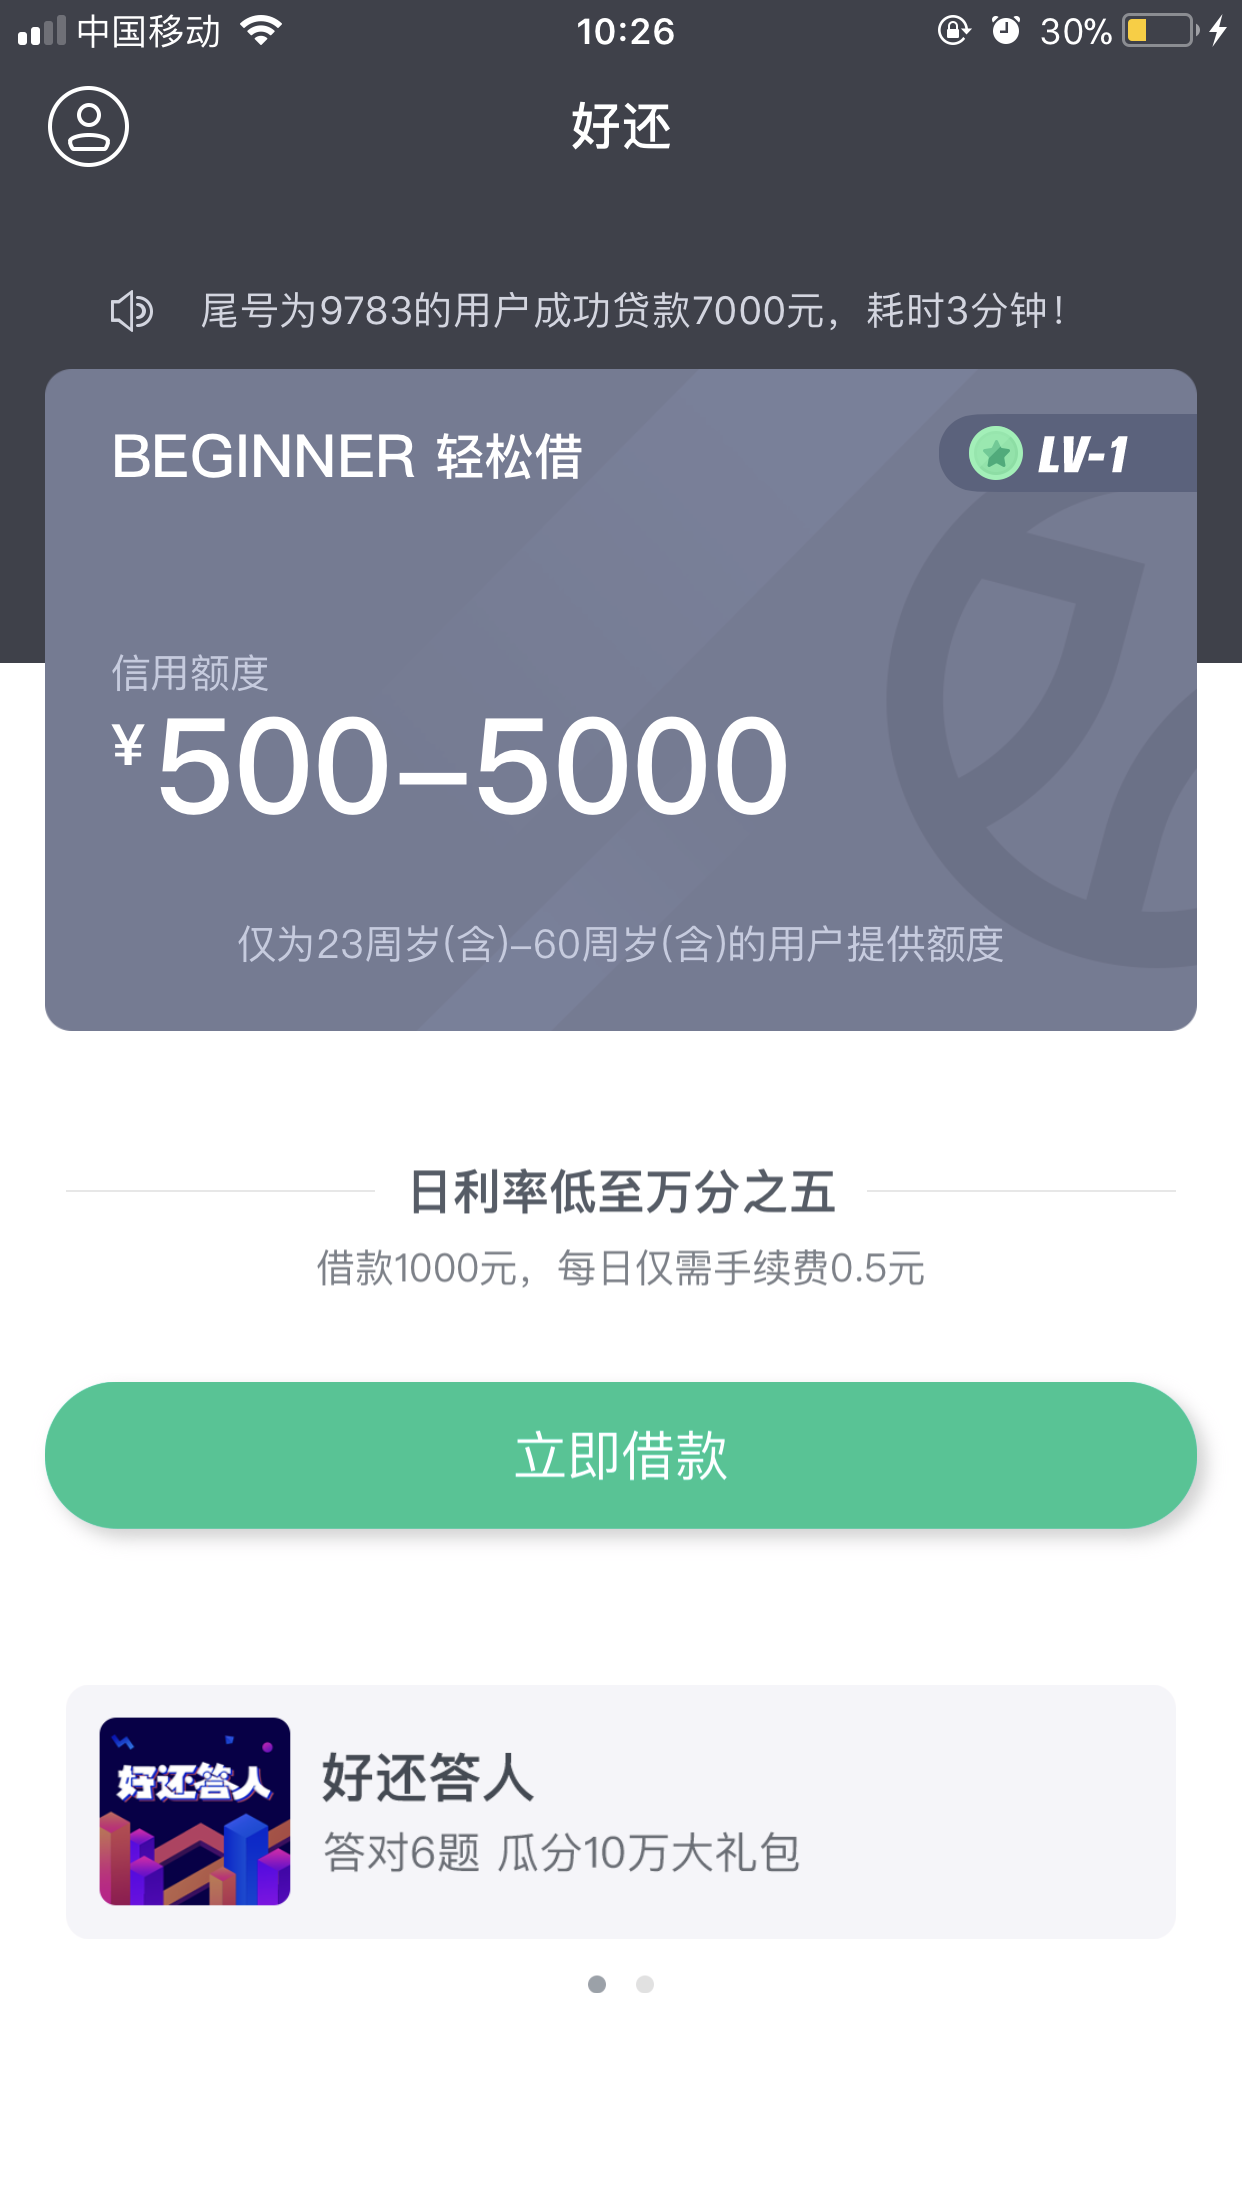 中国移动 10:26 30%
好还
尾号为9783的用户成功贷款7000元，耗时3分钟！
BEGINNER 轻松借 LV-1
信用额度
¥500-5000
仅为23周岁(含)-60周岁(含)的用户提供额度
日利率低至万分之五
借款1000元，每日仅需手续费0.5元
立即借款
好还答人
好还答人
答对6题 瓜分10万大礼包